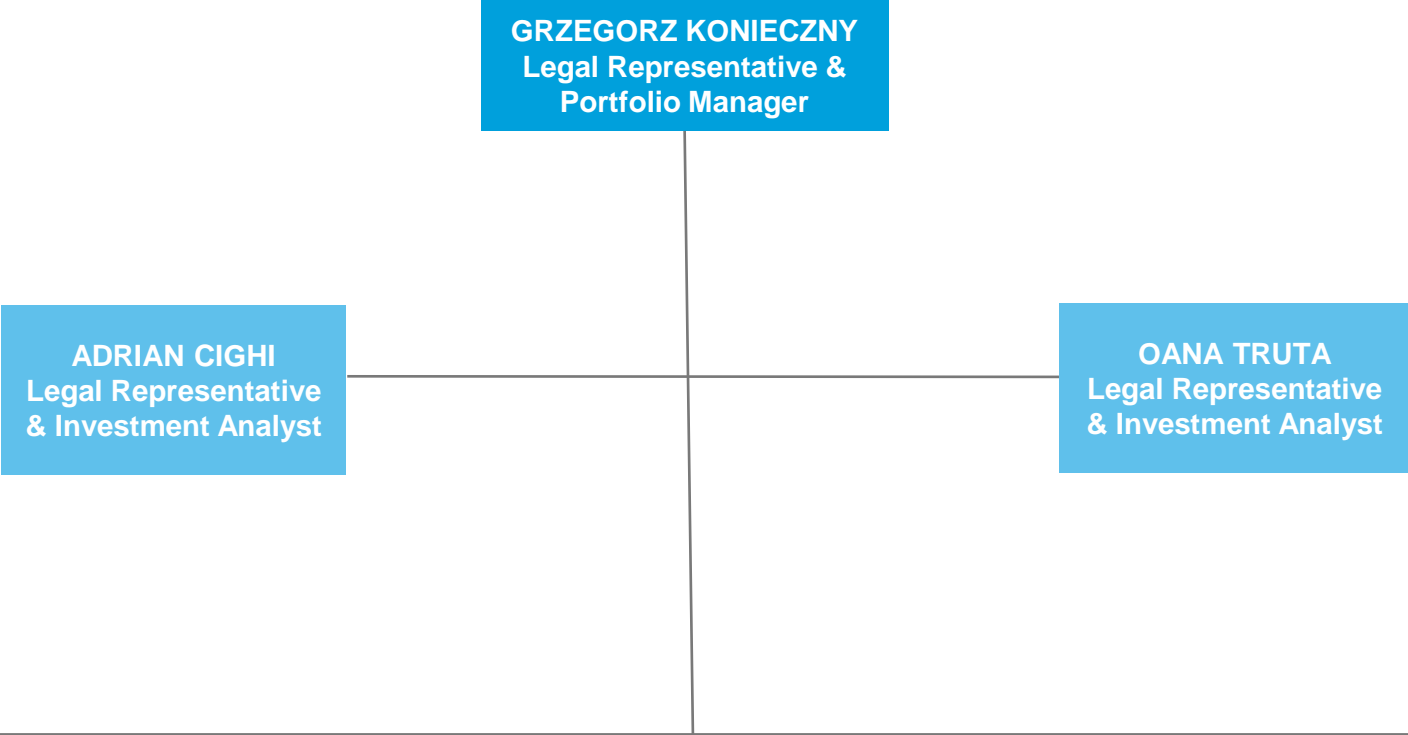 GRZEGORZ KONIECZNY
Legal Representative &
Portfolio Manager
ADRIAN CIGHI
Legal Representative
& Investment Analyst
OANA TRUTA
Legal Representative
& Investment Analyst